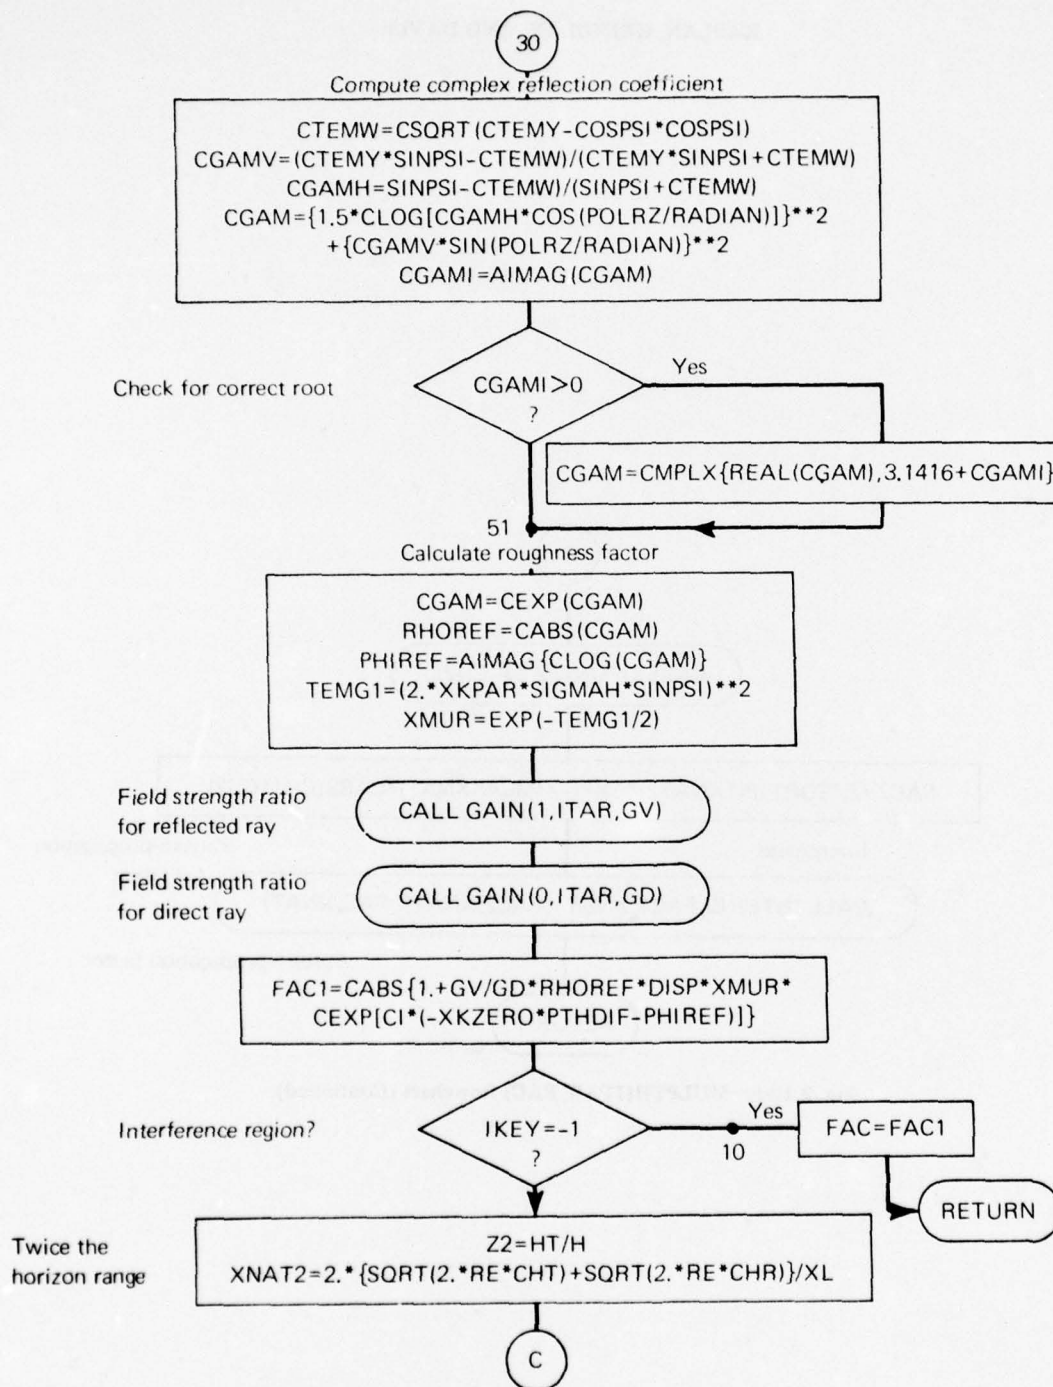 30
Compute complex reflection coefficient
CTEMW=CSQRT(CTEMY-COSPSI*COSPSI)
CGAMV=(CTEMY*SINPSI-CTEMW)/(CTEMY*SINPSI+CTEMW)
CGAMH=SINPSI-CTEMW)/(SINPSI+CTEMW)
CGAM={1.5*CLOG[CGAMH*COS(POLRZ/RADIAN)]}**2
+{CGAMV*SIN(POLRZ/RADIAN)}**2
CGAMI=AIMAG(CGAM)
Check for correct root
CGAMI>0
?
Yes
CGAM=CMPLX{REAL(CGAM),3.1416+CGAMI}
51
Calculate roughness factor
CGAM=CEXP(CGAM)
RHOREF=CABS(CGAM)
PHIREF=AIMAG{CLOG(CGAM)}
TEMG1=(2.*XKPAR*SIGMAH*SINPSI)**2
XMUR=EXP(-TEMG1/2)
Field strength ratio
for reflected ray
CALL GAIN(1,ITAR,GV)
Field strength ratio
for direct ray
CALL GAIN(0,ITAR,GD)
FAC1=CABS{1.+GV/GD*RHOREF*DISP*XMUR*
CEXP[CI*(-XKZERO*PTHDIF-PHIREF)]}
Interference region?
IKEY=-1
?
Yes
10
FAC=FAC1
RETURN
Twice the
horizon range
Z2=HT/H
XNAT2=2.*{SQRT(2.*RE*CHT)+SQRT(2.*RE*CHR)}/XL
C